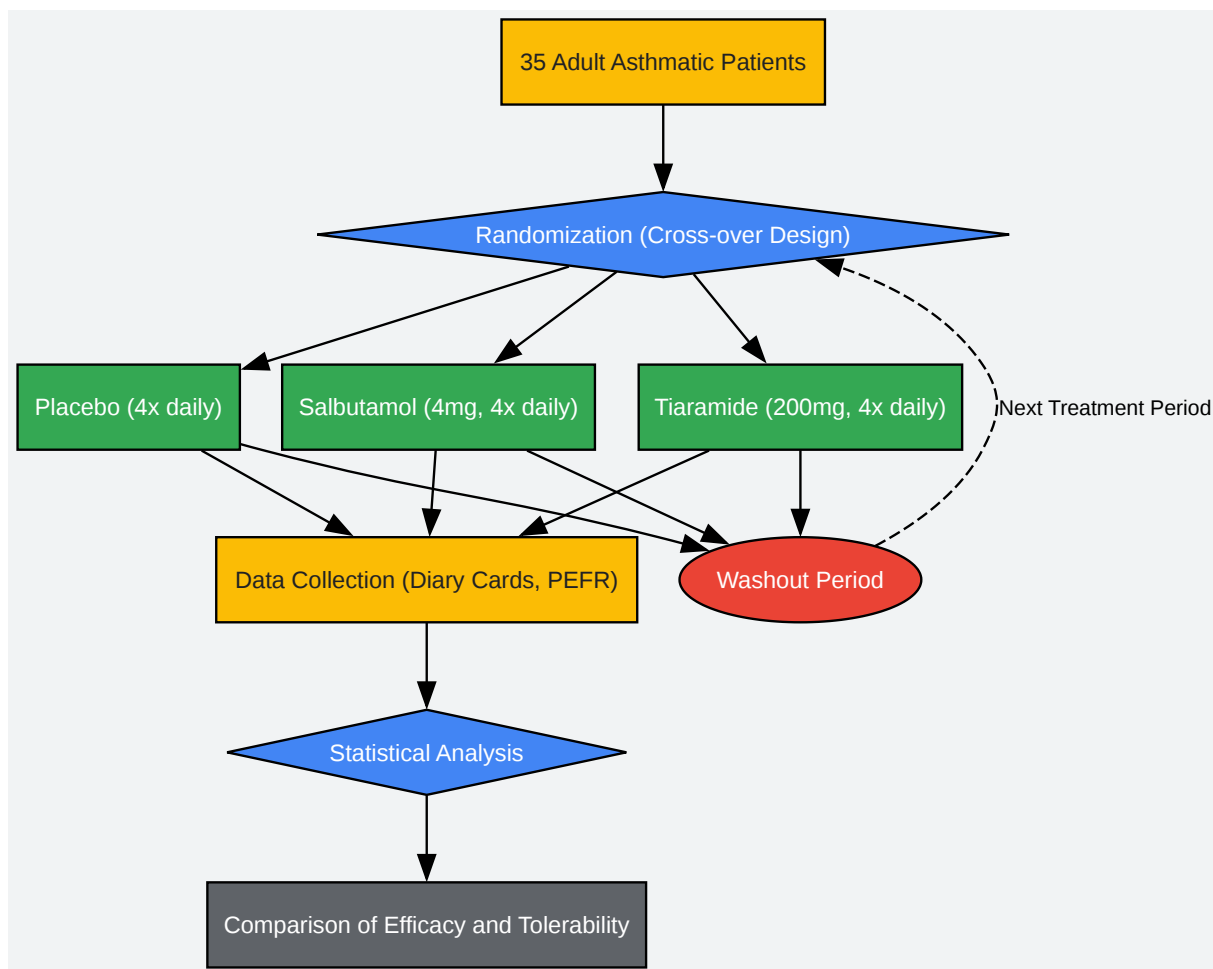 35 Adult Asthmatic Patients
Randomization (Cross-over Design)
Placebo (4x daily)
Salbutamol (4mg, 4x daily)
Tiaramide (200mg, 4x daily)
Next Treatment Period
Data Collection (Diary Cards, PEFR)
Washout Period
Statistical Analysis
Comparison of Efficacy and Tolerability